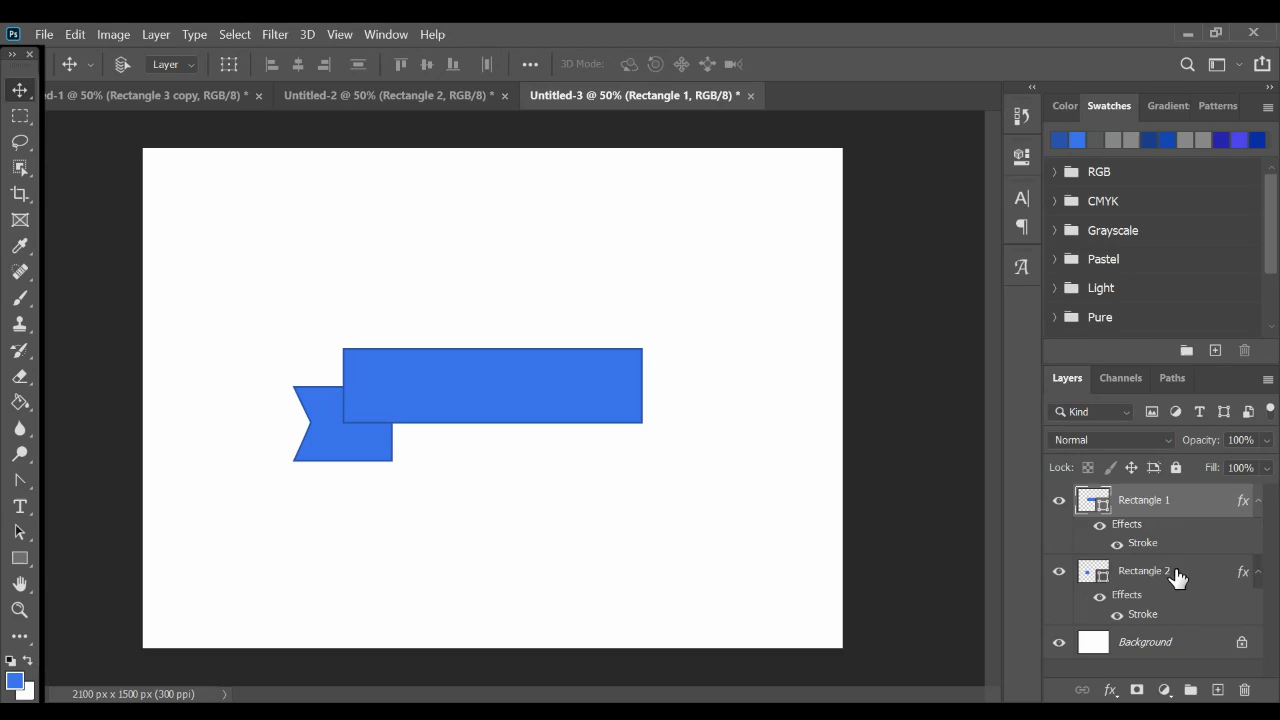 Ps File Edit Image Layer Type Select Filter 3D View Window Help
Layer 3D Mode:
d-1 @ 50% (Rectangle 3 copy, RGB/8) * × Untitled-2 @ 50% (Rectangle 2, RGB/8) * × Untitled-3 @ 50% (Rectangle 1, RGB/8) * ×
Color Swatches Gradient Patterns
RGB
CMYK
Grayscale
Pastel
Light
Pure
Layers Channels Paths
Kind
Normal Opacity: 100%
Lock: Fill: 100%
Rectangle 1 fx
Effects
Stroke
Rectangle 2 fx
Effects
Stroke
Background
2100 px x 1500 px (300 ppi)
fx